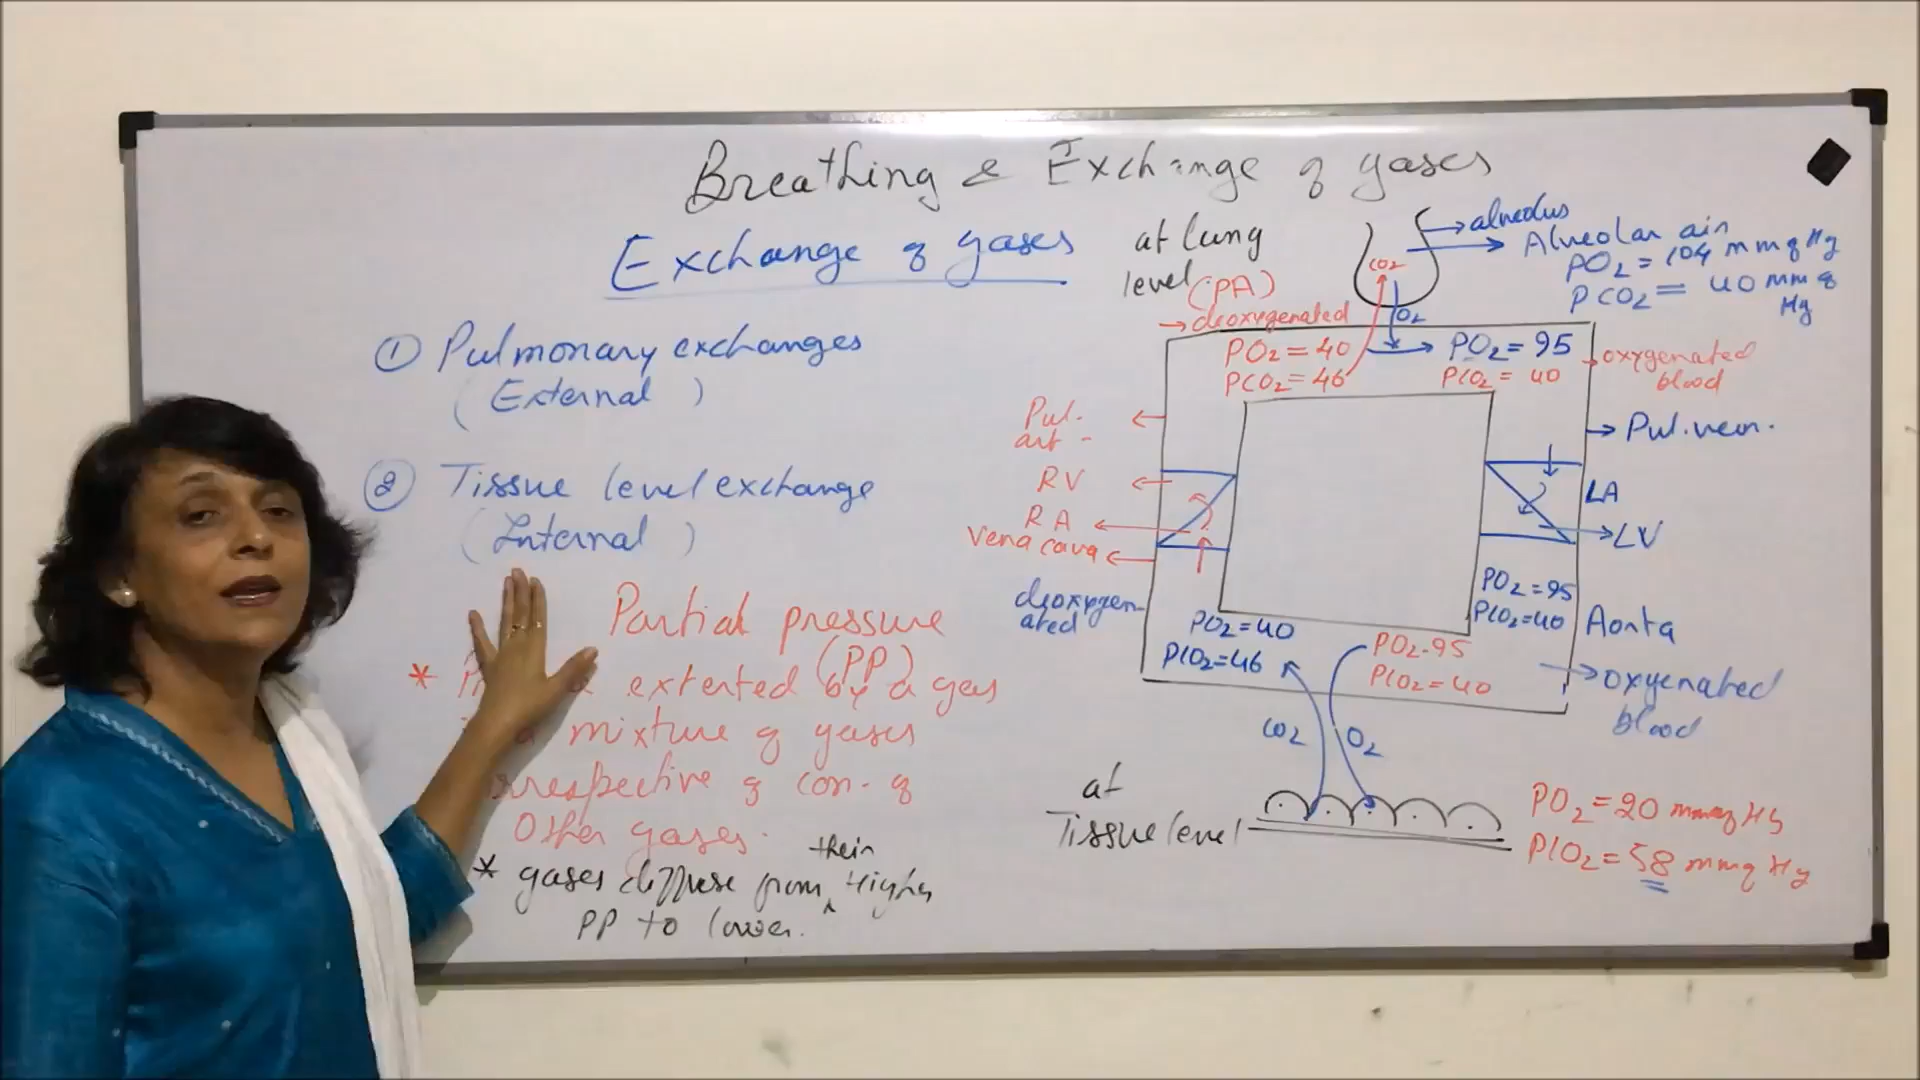 Breathing & Exchange of gases
Exchange of gases
① Pulmonary exchanges
(External)
② Tissue level exchange
(Internal)
Partial pressure
(PP)
* exterted by a gas
a mixture of gases
rrespective of con. of
Other gases.
their
* gases diffuse from ^ Higher
PP to lower.
at lung
level
(PA)
→ deoxygenated
PO2 = 40
PCO2 = 46
CO2
O2
→ alveolus
→ Alveolar air
PO2 = 104 mm of Hg
PCO2 = 40 mm of
Hg
PO2 = 95
PCO2 = 40
→ oxygenated
blood
Pul.
art -
RV
RA
Vena cava
deoxygen-
ated
→ Pul. vein.
LA
→ LV
PO2 = 95
PCO2 = 40
Aorta
→ oxygenated
blood
PO2 = 40
PCO2 = 46
PO2 - 95
PCO2 = 40
CO2
O2
at
Tissue level
PO2 = 20 mm of Hg
PCO2 = 58 mm of Hg